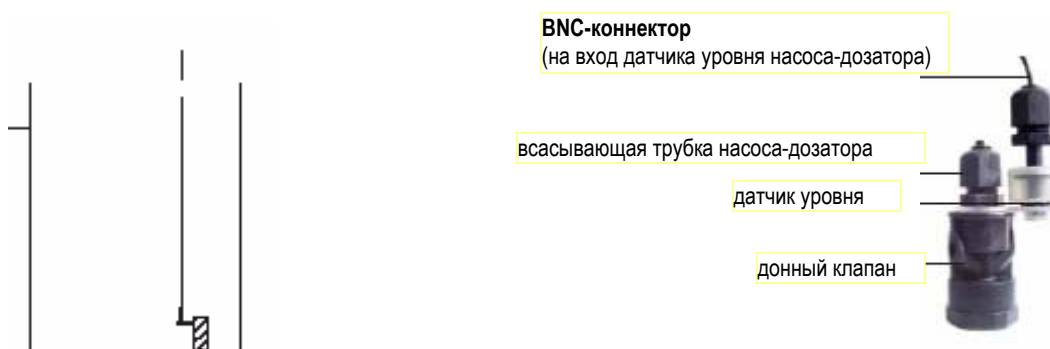 BNC-коннектор
(на вход датчика уровня насоса-дозатора)
всасывающая трубка насоса-дозатора
датчик уровня
донный клапан